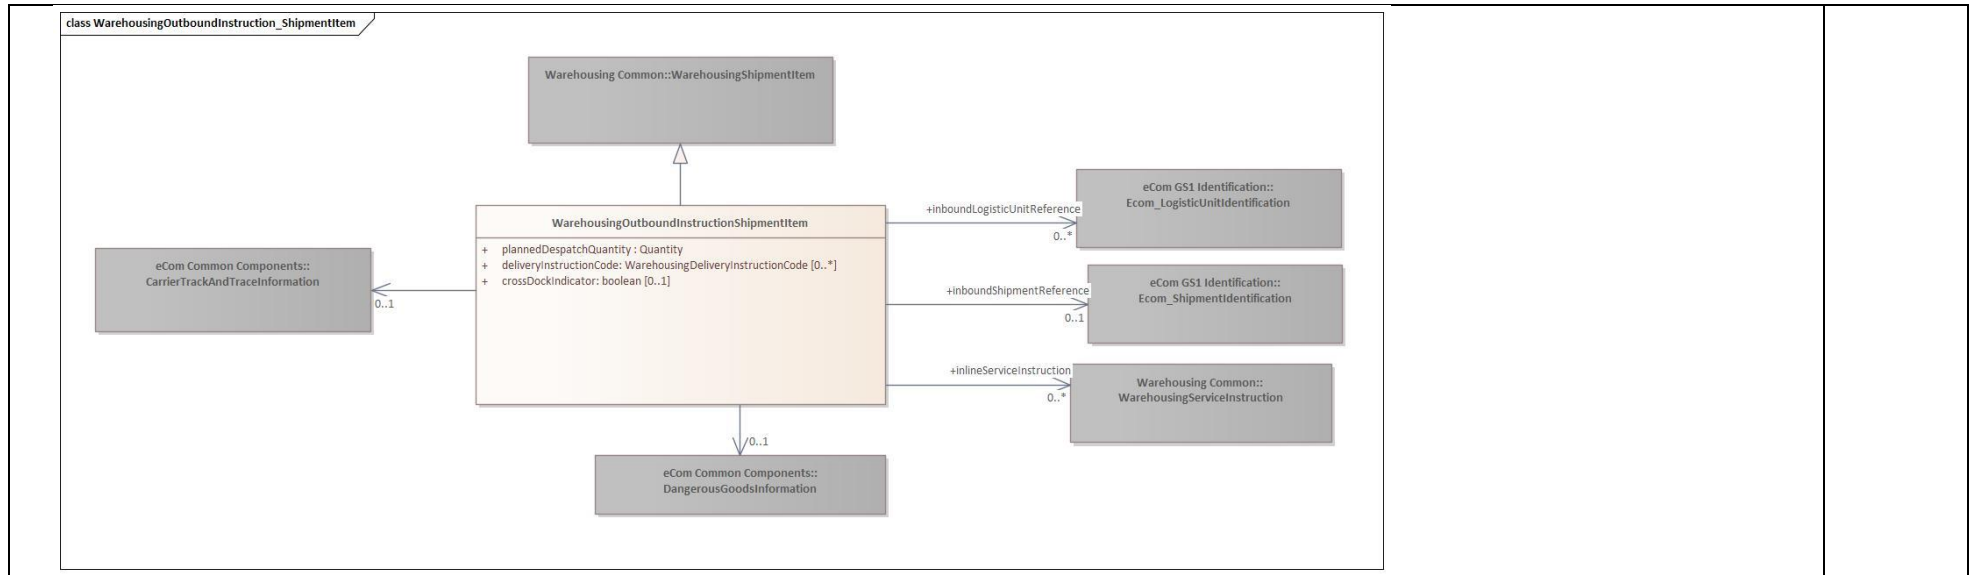 class WarehousingOutboundInstruction_ShipmentItem
Warehousing Common::WarehousingShipmentItem
WarehousingOutboundInstructionShipmentItem
+ plannedDespatchQuantity : Quantity
+ deliveryInstructionCode: WarehousingDeliveryInstructionCode [0..*]
+ crossDockIndicator: boolean [0..1]
eCom Common Components::
CarrierTrackAndTraceInformation
0..1
+inboundLogisticUnitReference
0..*
eCom GS1 Identification::
Ecom_LogisticUnitIdentification
+inboundShipmentReference
0..1
eCom GS1 Identification::
Ecom_ShipmentIdentification
+inlineServiceInstruction
0..*
Warehousing Common::
WarehousingServiceInstruction
0..1
eCom Common Components::
DangerousGoodsInformation